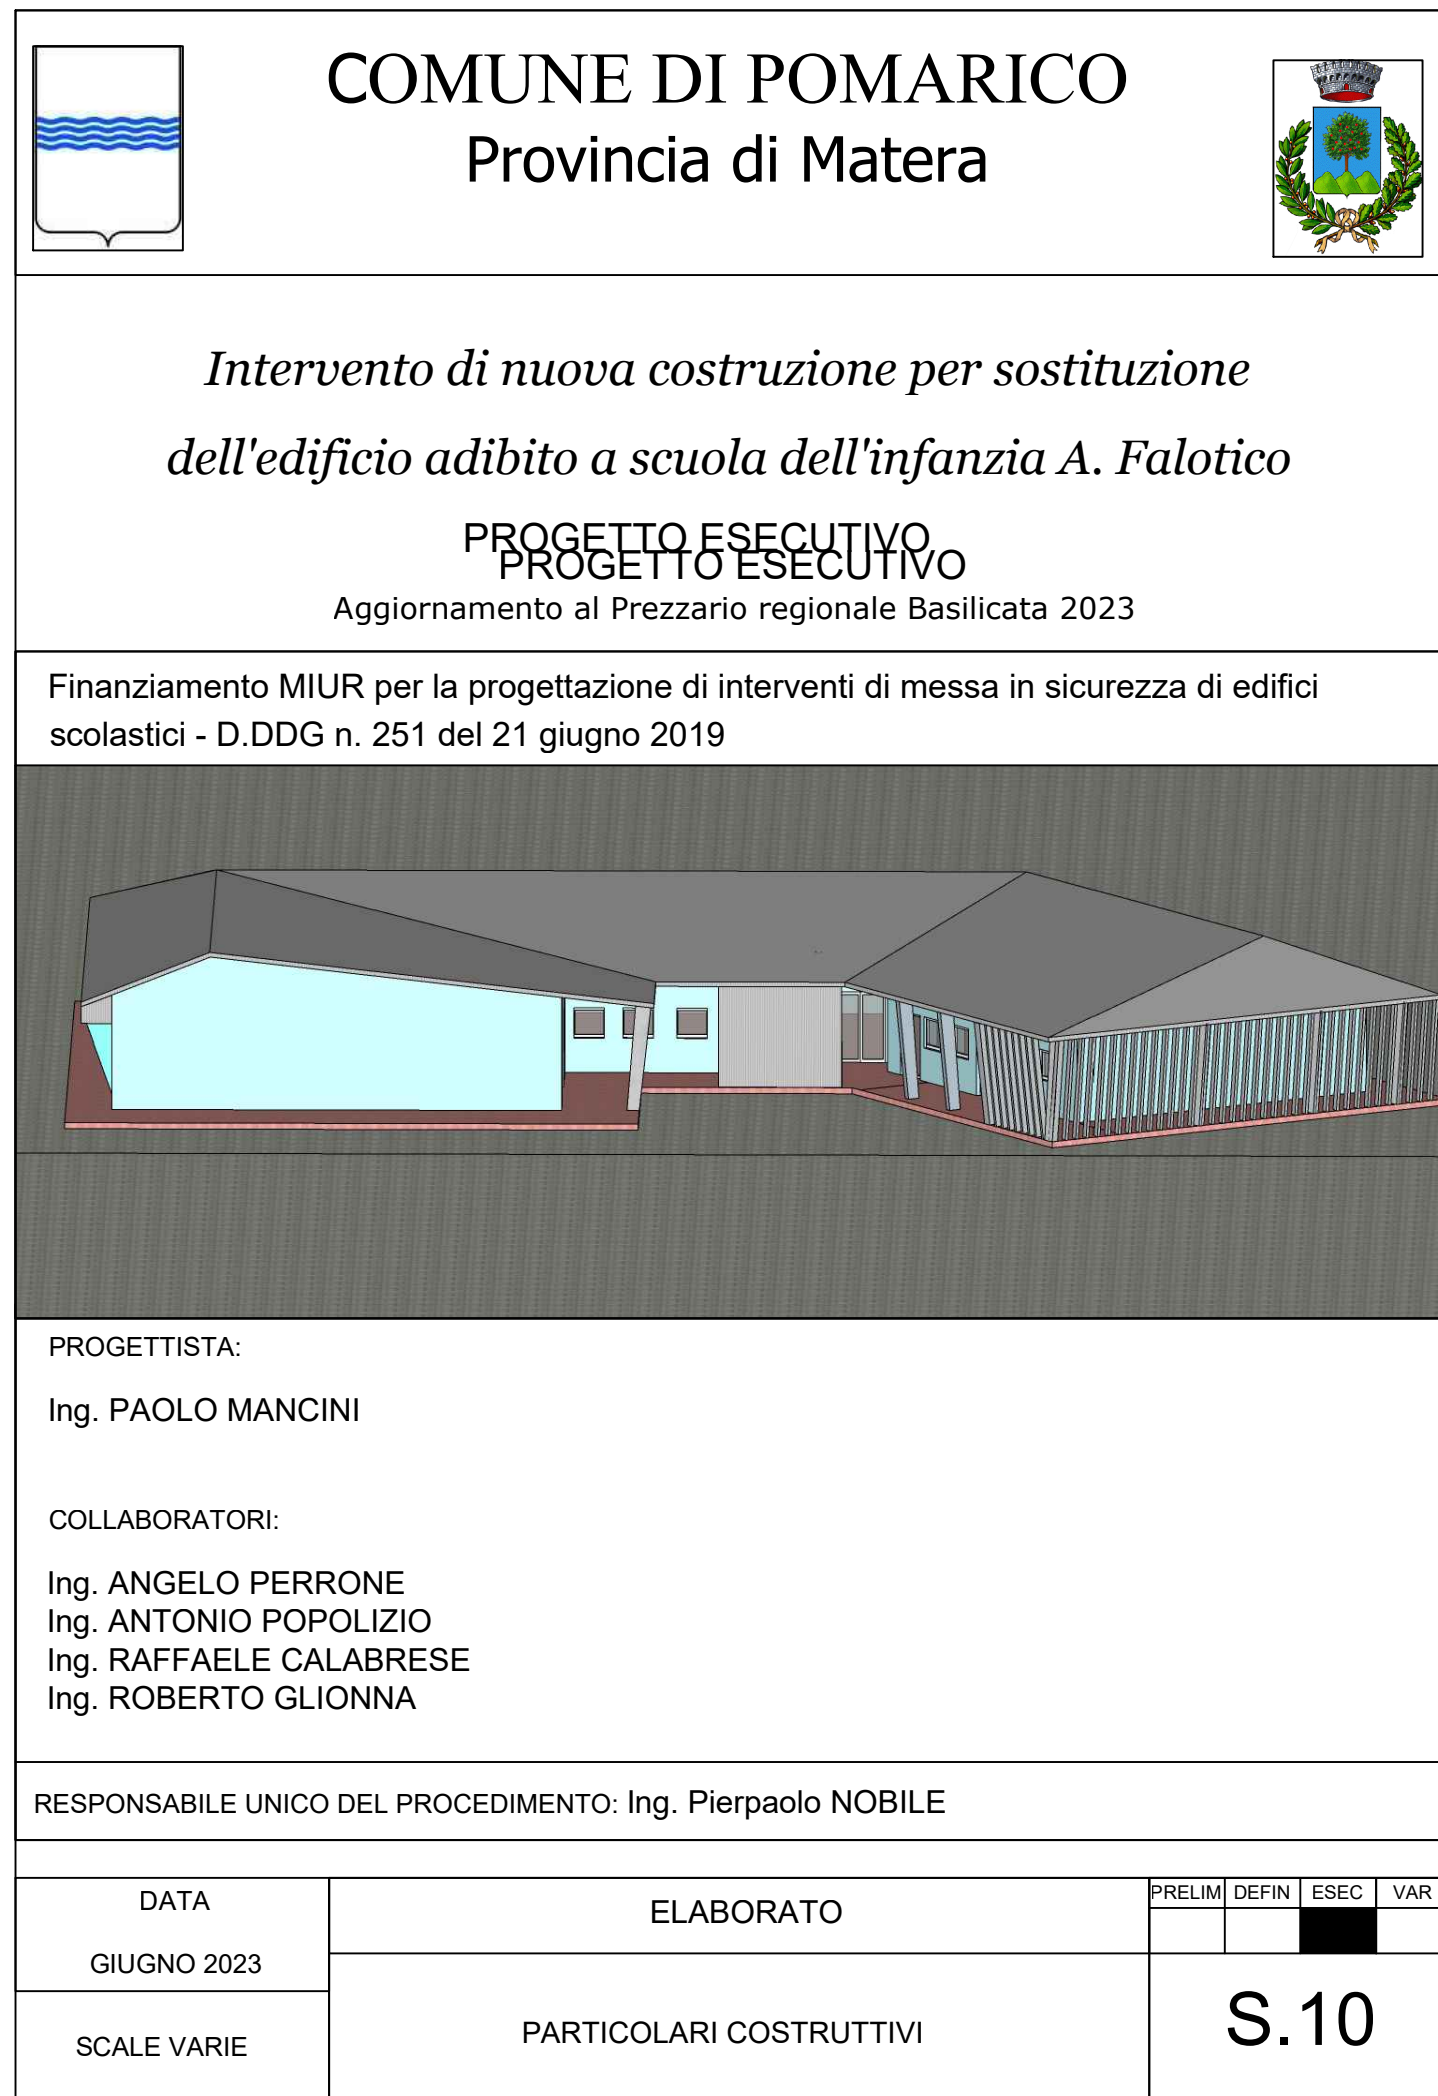 COMUNE DI POMARICO
Provincia di Matera
Intervento di nuova costruzione per sostituzione
dell'edificio adibito a scuola dell'infanzia A. Falotico
PROGETTO ESECUTIVO
PROGETTO ESECUTIVO
Aggiornamento al Prezzario regionale Basilicata 2023
Finanziamento MIUR per la progettazione di interventi di messa in sicurezza di edifici
scolastici - D.DDG n. 251 del 21 giugno 2019
PROGETTISTA:
Ing. PAOLO MANCINI
COLLABORATORI:
Ing. ANGELO PERRONE
Ing. ANTONIO POPOLIZIO
Ing. RAFFAELE CALABRESE
Ing. ROBERTO GLIONNA
RESPONSABILE UNICO DEL PROCEDIMENTO: Ing. Pierpaolo NOBILE
DATA
GIUGNO 2023
SCALE VARIE
ELABORATO
PARTICOLARI COSTRUTTIVI
PRELIM DEFIN ESEC VAR
S.10